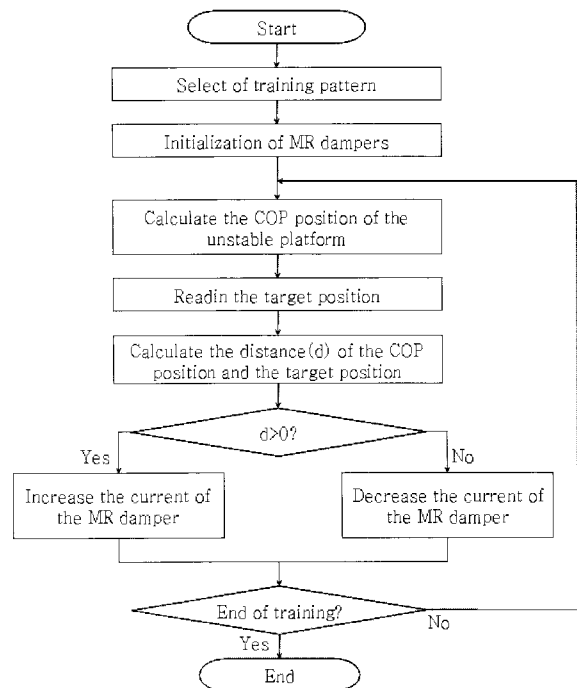 Start
Select of training pattern
Initialization of MR dampers
Calculate the COP position of the
unstable platform
Readin the target position
Calculate the distance(d) of the COP
position and the target position
d>0?
Yes
No
Increase the current of
the MR damper
Decrease the current of
the MR damper
End of training?
No
Yes
End